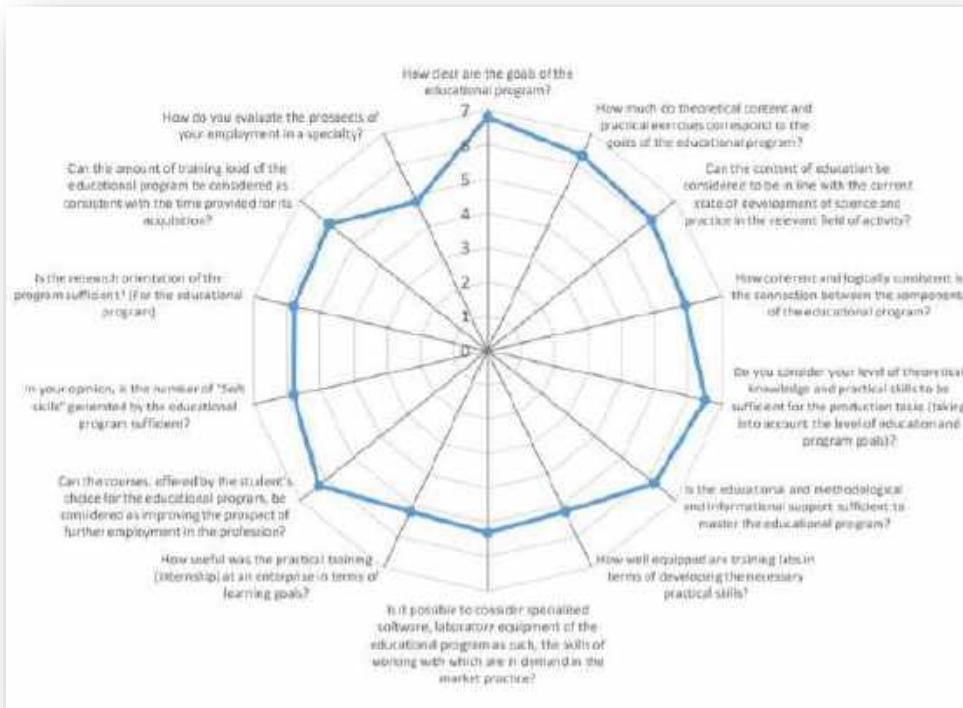 How clear are the goals of the
educational program?
How much do theoretical content and
practical exercises correspond to the
goals of the educational program?
Can the content of education be
considered to be in line with the current
state of development of science and
practice in the relevant field of activity?
How coherent and logically consistent is
the connection between the components
of the educational program?
Do you consider your level of theoretical
knowledge and practical skills to be
sufficient for the production tasks (taking
into account the level of education and
program goals)?
Is the educational and methodological
and informational support sufficient to
master the educational program?
How well equipped are training labs in
terms of developing the necessary
practical skills?
Is it possible to consider specialized
software, laboratory equipment of the
educational program as such, the skills of
working with which are in demand in the
market practice?
How useful was the practical training
(internship) at an enterprise in terms of
learning goals?
Can the courses, offered by the student's
choice for the educational program, be
considered as improving the prospect of
further employment in the profession?
In your opinion, is the number of "Soft
skills" generated by the educational
program sufficient?
Is the research orientation of the
program sufficient? (For the educational
program)
Can the amount of training load of the
educational program be considered as
consistent with the time provided for its
acquisition?
How do you evaluate the prospects of
your employment in a specialty?
7
6
5
4
3
2
1
0